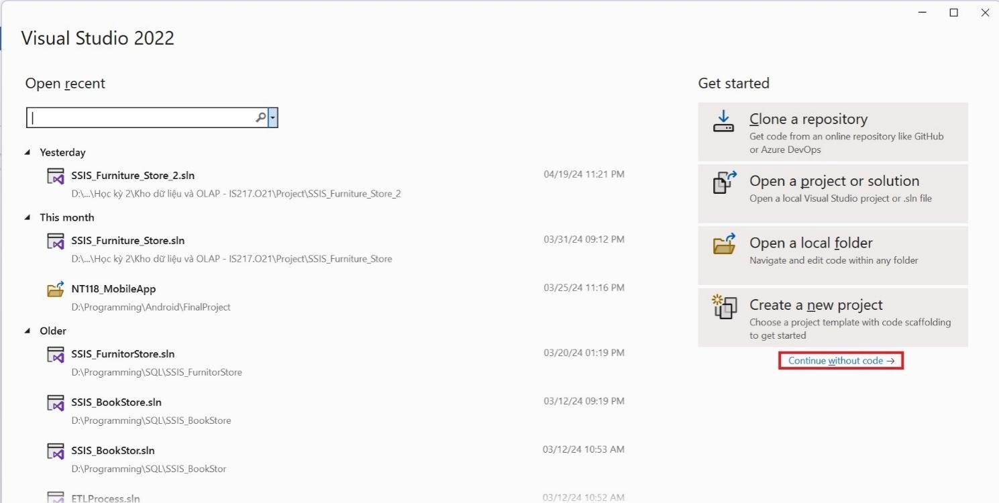 Visual Studio 2022
Open recent
Yesterday
SSIS_Furniture_Store_2.sln
04/19/24 11:21 PM
D:\...\Học kỳ 2\Kho dữ liệu và OLAP - IS217.O21\Project\SSIS_Furniture_Store_2
This month
SSIS_Furniture_Store.sln
03/31/24 09:12 PM
D:\...\Học kỳ 2\Kho dữ liệu và OLAP - IS217.O21\Project\SSIS_Furniture_Store
NT118_MobileApp
03/25/24 11:16 PM
D:\Programming\Android\FinalProject
Older
SSIS_FurnitorStore.sln
03/20/24 01:19 PM
D:\Programming\SQL\SSIS_FurnitorStore
SSIS_BookStore.sln
03/12/24 09:19 PM
D:\Programming\SQL\SSIS_BookStore
SSIS_BookStor.sln
03/12/24 10:53 AM
D:\Programming\SQL\SSIS_BookStor
ETLProcess.sln
03/12/24 10:52 AM
Get started
Clone a repository
Get code from an online repository like GitHub
or Azure DevOps
Open a project or solution
Open a local Visual Studio project or .sln file
Open a local folder
Navigate and edit code within any folder
Create a new project
Choose a project template with code scaffolding
to get started
Continue without code →